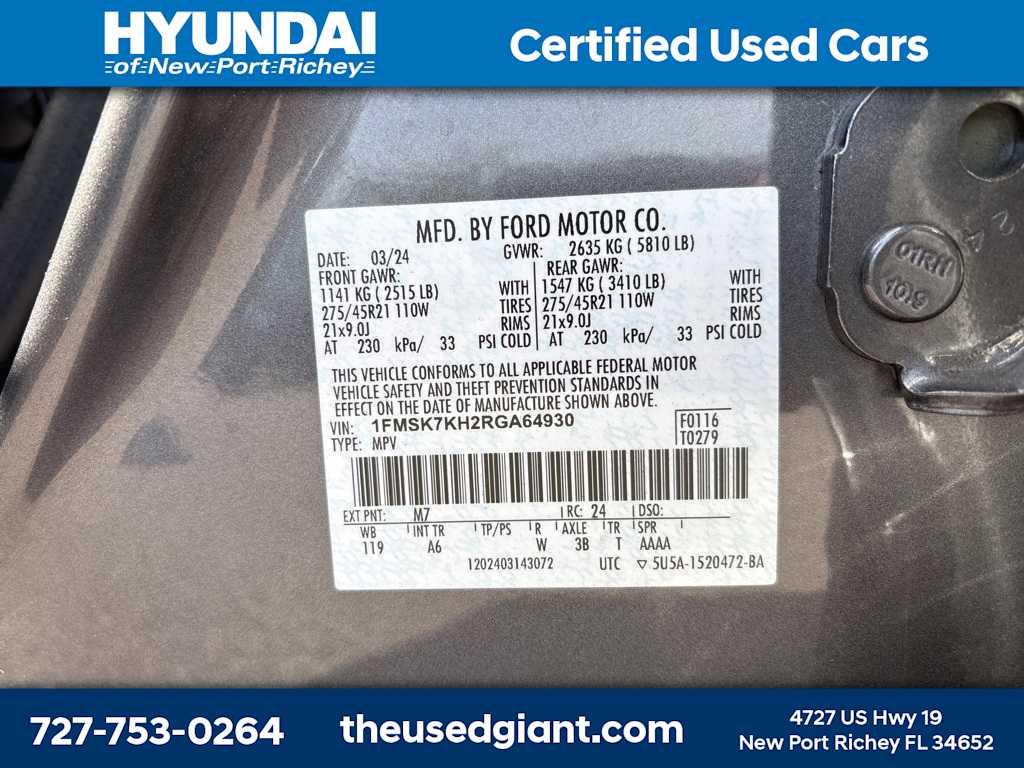 HYUNDAI
of New Port Richey
Certified Used Cars
MFD. BY FORD MOTOR CO.
DATE: 03/24 GVWR: 2635 KG ( 5810 LB)
FRONT GAWR: REAR GAWR:
1141 KG ( 2515 LB) WITH 1547 KG ( 3410 LB) WITH
275/45R21 110W TIRES 275/45R21 110W TIRES
21x9.0J RIMS 21x9.0J RIMS
AT 230 kPa/ 33 PSI COLD AT 230 kPa/ 33 PSI COLD
THIS VEHICLE CONFORMS TO ALL APPLICABLE FEDERAL MOTOR
VEHICLE SAFETY AND THEFT PREVENTION STANDARDS IN
EFFECT ON THE DATE OF MANUFACTURE SHOWN ABOVE.
VIN: 1FMSK7KH2RGA64930 F0116
TYPE: MPV T0279
EXT PNT: M7 RC: 24 DSO:
WB INT TR TP/PS R AXLE TR SPR
119 A6 W 3B T AAAA
1202403143072 UTC ▽ 5U5A-1520472-BA
24
01RH
10.9
727-753-0264
theusedgiant.com
4727 US Hwy 19
New Port Richey FL 34652